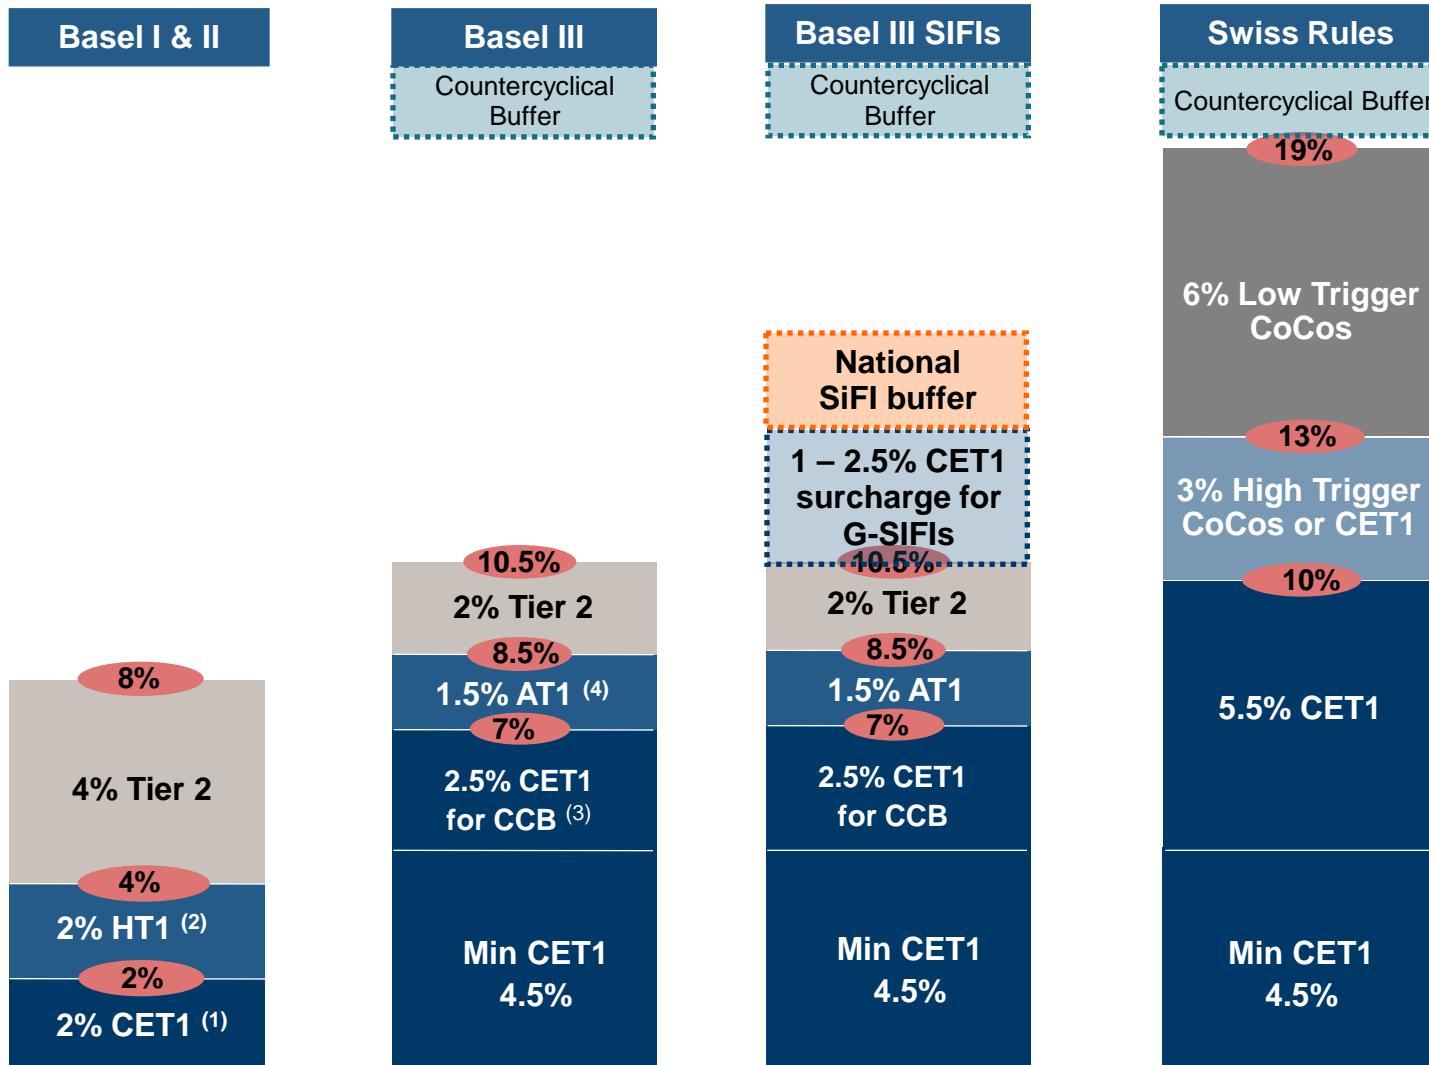 Basel I & II
8%
4% Tier 2
4%
2% HT1 (2)
2%
2% CET1 (1)
Basel III
Countercyclical
Buffer
10.5%
2% Tier 2
8.5%
1.5% AT1 (4)
7%
2.5% CET1
for CCB (3)
Min CET1
4.5%
Basel III SIFIs
Countercyclical
Buffer
National
SiFI buffer
1 – 2.5% CET1
surcharge for
G-SIFIs
10.5%
2% Tier 2
8.5%
1.5% AT1
7%
2.5% CET1
for CCB
Min CET1
4.5%
Swiss Rules
Countercyclical Buffer
19%
6% Low Trigger
CoCos
13%
3% High Trigger
CoCos or CET1
10%
5.5% CET1
Min CET1
4.5%